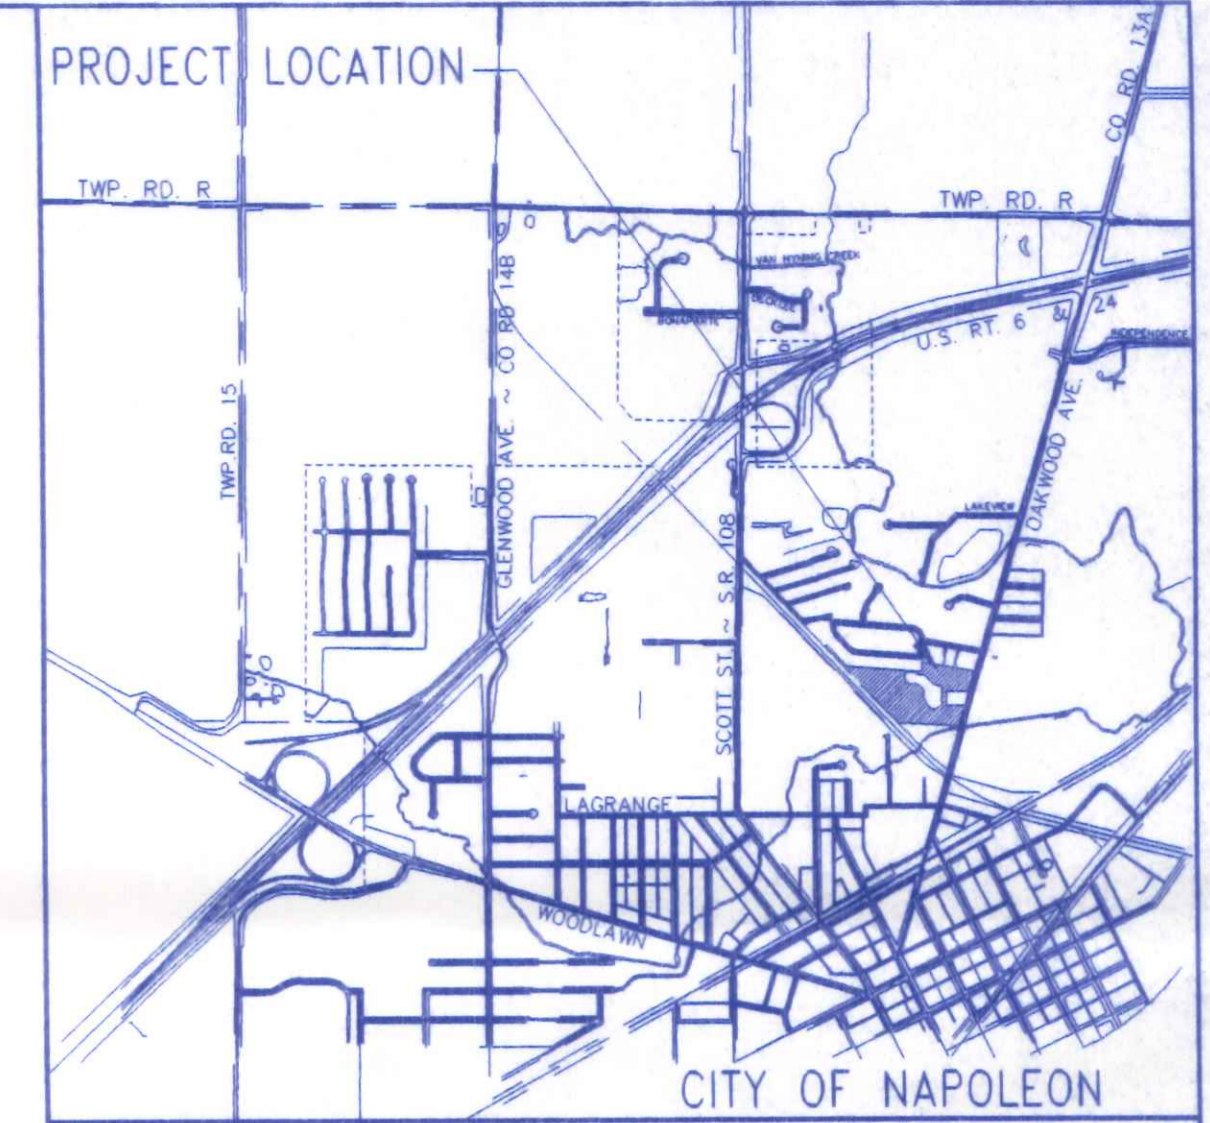 PROJECT LOCATION
CO RD. 13A
TWP. RD. R
TWP. RD. R
VAN HYNING CREEK
CO RD 14B
GLENWOOD AVE. ~
BONAPARTE
U.S. RT. 6 & 24
INDEPENDENCE
TWP. RD. 15
OAKWOOD AVE.
LAKEVIEW
SCOTT ST. ~ S.R. 108
LAGRANGE
WOODLAWN
CITY OF NAPOLEON